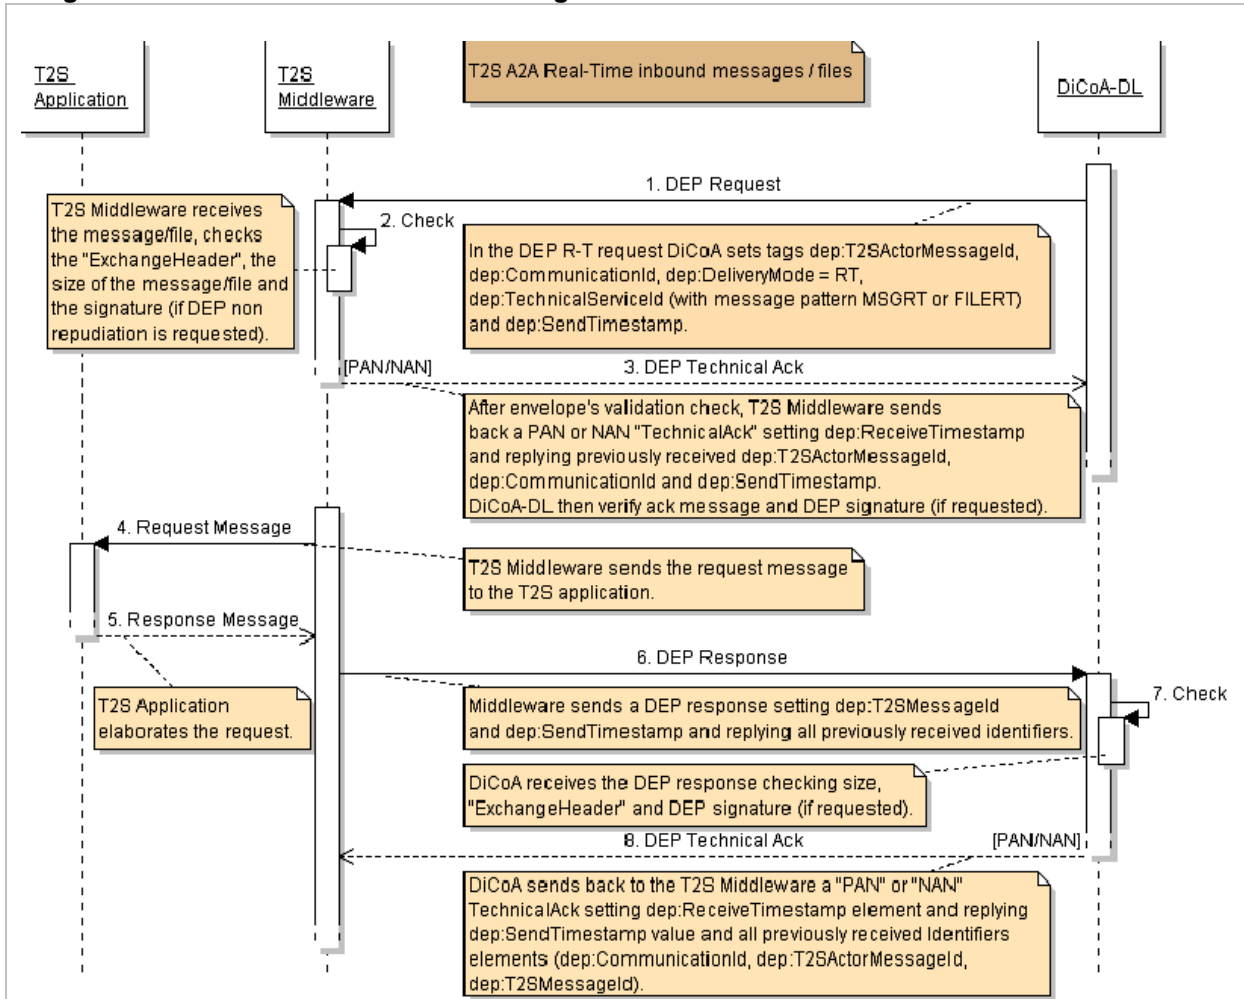 T2S
Application
T2S
Middleware
T2S A2A Real-Time inbound messages / files
DiCoA-DL
1. DEP Request
2. Check
T2S Middleware receives
the message/file, checks
the "ExchangeHeader", the
size of the message/file and
the signature (if DEP non
repudiation is requested).
In the DEP R-T request DiCoA sets tags dep:T2SActorMessageId,
dep:CommunicationId, dep:DeliveryMode = RT,
dep:TechnicalServiceId (with message pattern MSGRT or FILERT)
and dep:SendTimestamp.
[PAN/NAN]
3. DEP Technical Ack
After envelope's validation check, T2S Middleware sends
back a PAN or NAN "TechnicalAck" setting dep:ReceiveTimestamp
and replying previously received dep:T2SActorMessageId,
dep:CommunicationId and dep:SendTimestamp.
DiCoA-DL then verify ack message and DEP signature (if requested).
4. Request Message
T2S Middleware sends the request message
to the T2S application.
5. Response Message
T2S Application
elaborates the request.
6. DEP Response
7. Check
Middleware sends a DEP response setting dep:T2SMessageId
and dep:SendTimestamp and replying all previously received identifiers.
DiCoA receives the DEP response checking size,
"ExchangeHeader" and DEP signature (if requested).
8. DEP Technical Ack
[PAN/NAN]
DiCoA sends back to the T2S Middleware a "PAN" or "NAN"
TechnicalAck setting dep:ReceiveTimestamp element and replying
dep:SendTimestamp value and all previously received Identifiers
elements (dep:CommunicationId, dep:T2SActorMessageId,
dep:T2SMessageId).